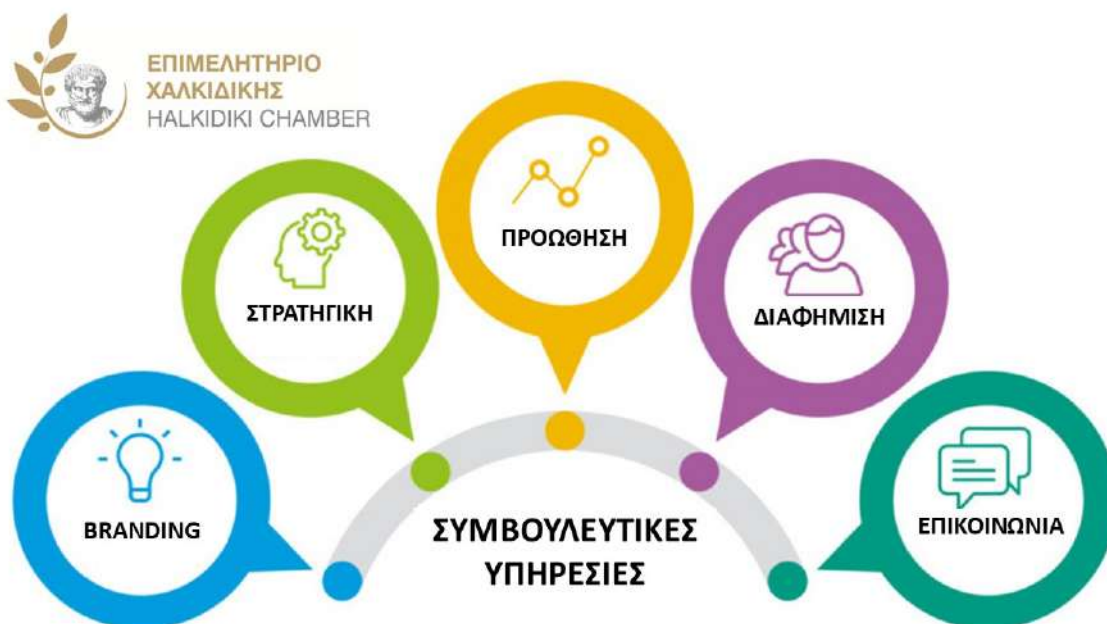 ΕΠΙΜΕΛΗΤΗΡΙΟ
ΧΑΛΚΙΔΙΚΗΣ
HALKIDIKI CHAMBER
ΠΡΟΩΘΗΣΗ
ΣΤΡΑΤΗΓΙΚΗ
ΔΙΑΦΗΜΙΣΗ
BRANDING
ΣΥΜΒΟΥΛΕΥΤΙΚΕΣ
ΥΠΗΡΕΣΙΕΣ
ΕΠΙΚΟΙΝΩΝΙΑ